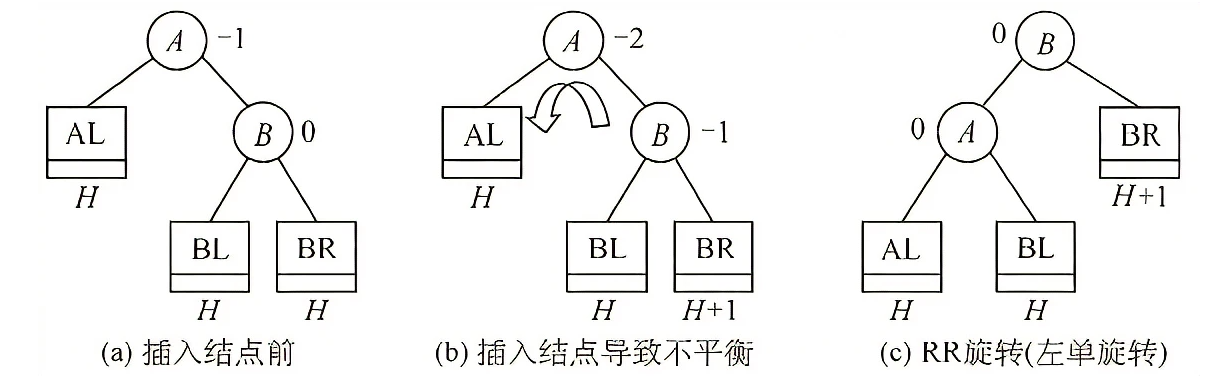 A -1
AL
H
B 0
BL
H
BR
H
(a) 插入结点前
A -2
AL
H
B -1
BL
H
BR
H+1
(b) 插入结点导致不平衡
0 B
0 A
BR
H+1
AL
H
BL
H
(c) RR旋转(左单旋转)